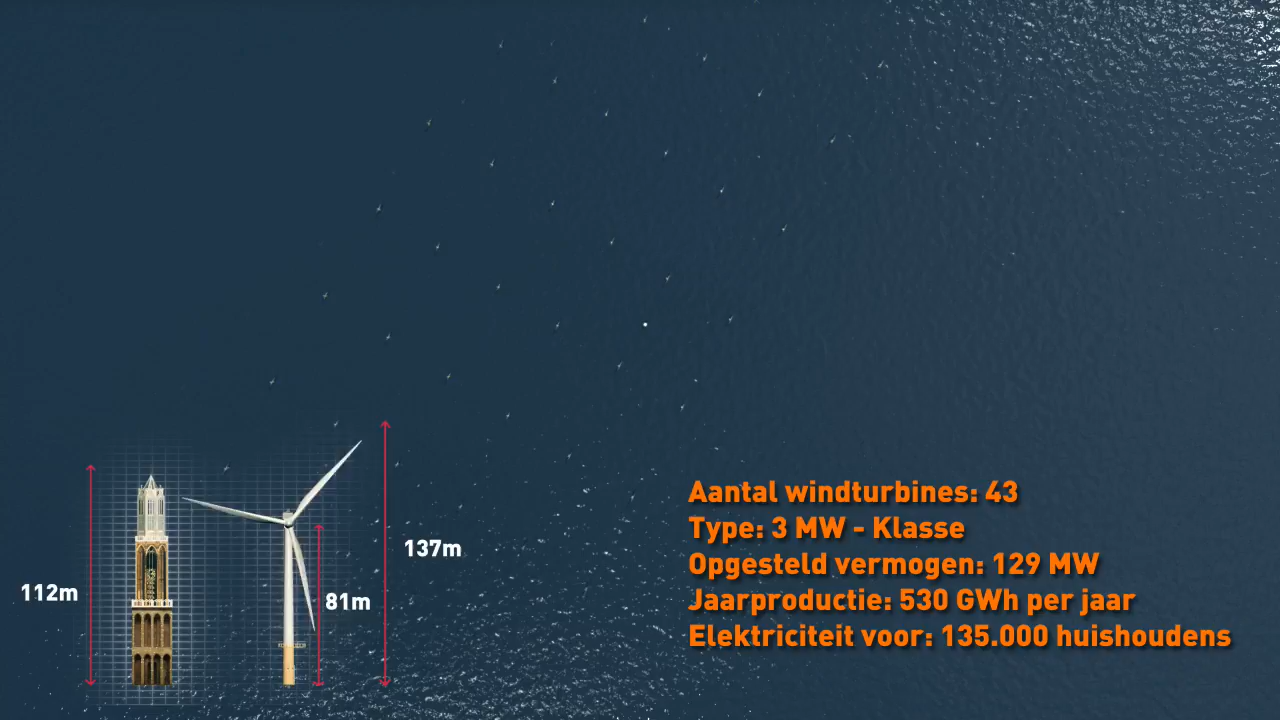 Aantal windturbines: 43
Type: 3 MW - Klasse
Opgesteld vermogen: 129 MW
Jaarproductie: 530 GWh per jaar
Elektriciteit voor: 135.000 huishoudens
137m
112m
81m